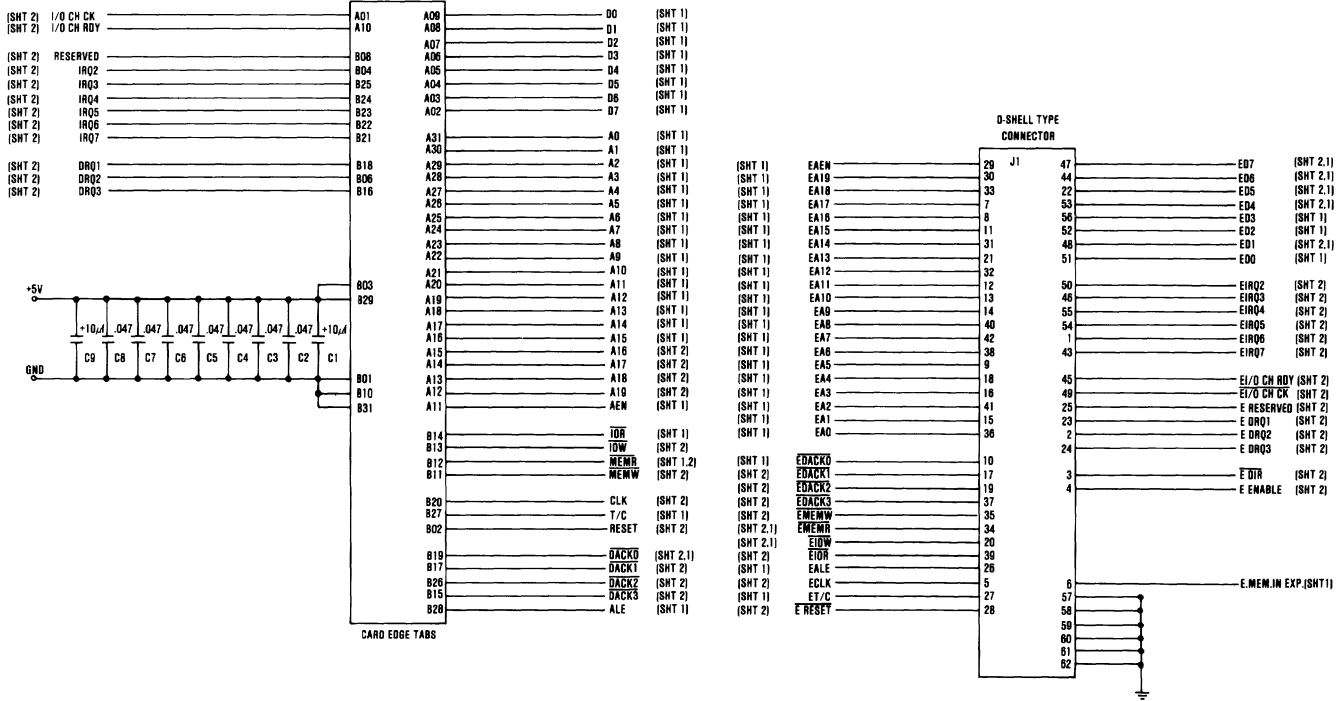 (SHT 2) I/O CH CK A01
(SHT 2) I/O CH RDY A10
(SHT 2) RESERVED B08
(SHT 2) IRQ2 B04
(SHT 2) IRQ3 B25
(SHT 2) IRQ4 B24
(SHT 2) IRQ5 B23
(SHT 2) IRQ6 B22
(SHT 2) IRQ7 B21
(SHT 2) DRQ1 B18
(SHT 2) DRQ2 B06
(SHT 2) DRQ3 B16
+5V B03
B29
+10µf .047 .047 .047 .047 .047 .047 .047 +10µf
C9 C8 C7 C6 C5 C4 C3 C2 C1
GND B01
B10
B31
A09 D0 (SHT 1)
A08 D1 (SHT 1)
A07 D2 (SHT 1)
A06 D3 (SHT 1)
A05 D4 (SHT 1)
A04 D5 (SHT 1)
A03 D6 (SHT 1)
A02 D7 (SHT 1)
A31 A0 (SHT 1)
A30 A1 (SHT 1)
A29 A2 (SHT 1)
A28 A3 (SHT 1)
A27 A4 (SHT 1)
A26 A5 (SHT 1)
A25 A6 (SHT 1)
A24 A7 (SHT 1)
A23 A8 (SHT 1)
A22 A9 (SHT 1)
A21 A10 (SHT 1)
A20 A11 (SHT 1)
A19 A12 (SHT 1)
A18 A13 (SHT 1)
A17 A14 (SHT 1)
A16 A15 (SHT 1)
A15 A16 (SHT 2)
A14 A17 (SHT 2)
A13 A18 (SHT 2)
A12 A19 (SHT 2)
A11 AEN (SHT 1)
B14 IOR (SHT 1)
B13 IOW (SHT 2)
B12 MEMR (SHT 1.2)
B11 MEMW (SHT 2)
B20 CLK (SHT 2)
B27 T/C (SHT 1)
B02 RESET (SHT 2)
B19 DACK0 (SHT 2,1)
B17 DACK1 (SHT 2)
B26 DACK2 (SHT 2)
B15 DACK3 (SHT 2)
B28 ALE (SHT 1)
CARD EDGE TABS
D-SHELL TYPE
CONNECTOR
J1
(SHT 1) EAEN 29
(SHT 1) EA19 30
(SHT 1) EA18 33
(SHT 1) EA17 7
(SHT 1) EA16 8
(SHT 1) EA15 11
(SHT 1) EA14 31
(SHT 1) EA13 21
(SHT 1) EA12 32
(SHT 1) EA11 12
(SHT 1) EA10 13
(SHT 1) EA9 14
(SHT 1) EA8 40
(SHT 1) EA7 42
(SHT 1) EA6 38
(SHT 1) EA5 9
(SHT 1) EA4 18
(SHT 1) EA3 16
(SHT 1) EA2 41
(SHT 1) EA1 15
(SHT 1) EA0 36
(SHT 1) EDACK0 10
(SHT 2) EDACK1 17
(SHT 2) EDACK2 19
(SHT 2) EDACK3 37
(SHT 2) EMEMW 35
(SHT 2,1) EMEMR 34
(SHT 2,1) EIOW 20
(SHT 2) EIOR 39
(SHT 1) EALE 26
(SHT 2) ECLK 5
(SHT 1) ET/C 27
(SHT 2) E RESET 28
47 ED7 (SHT 2,1)
44 ED6 (SHT 2,1)
22 ED5 (SHT 2,1)
53 ED4 (SHT 2,1)
56 ED3 (SHT 1)
52 ED2 (SHT 1)
48 ED1 (SHT 2,1)
51 ED0 (SHT 1)
50 EIRQ2 (SHT 2)
46 EIRQ3 (SHT 2)
55 EIRQ4 (SHT 2)
54 EIRQ5 (SHT 2)
1 EIRQ6 (SHT 2)
43 EIRQ7 (SHT 2)
45 EI/O CH RDY (SHT 2)
49 EI/O CH CK (SHT 2)
25 E RESERVED (SHT 2)
23 E DRQ1 (SHT 2)
2 E DRQ2 (SHT 2)
24 E DRQ3 (SHT 2)
3 E DIR (SHT 2)
4 E ENABLE (SHT 2)
6 E.MEM.IN EXP.(SHT1)
57
58
59
60
61
62